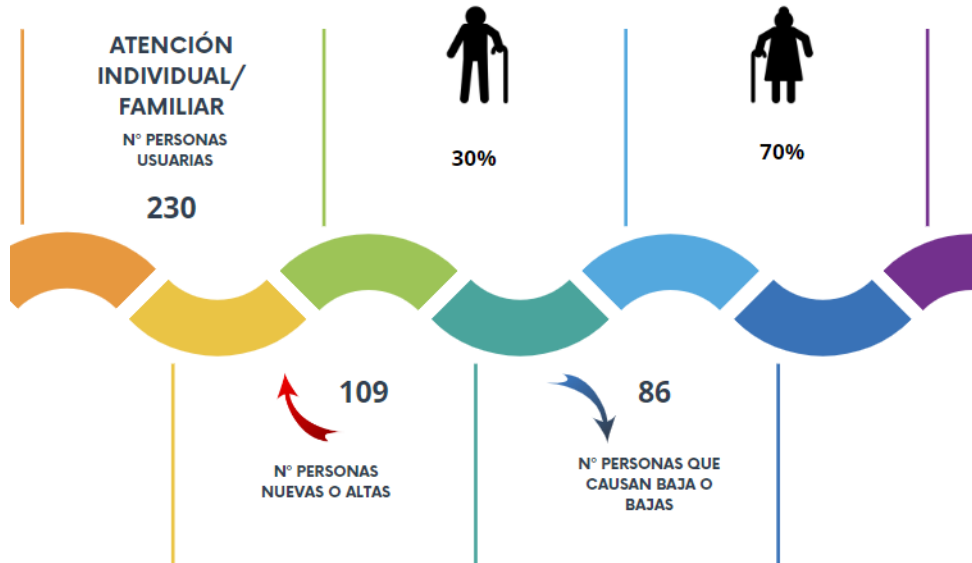 ATENCIÓN
INDIVIDUAL/
FAMILIAR
N° PERSONAS
USUARIAS
230
30%
70%
109
N° PERSONAS
NUEVAS O ALTAS
86
N° PERSONAS QUE
CAUSAN BAJA O
BAJAS